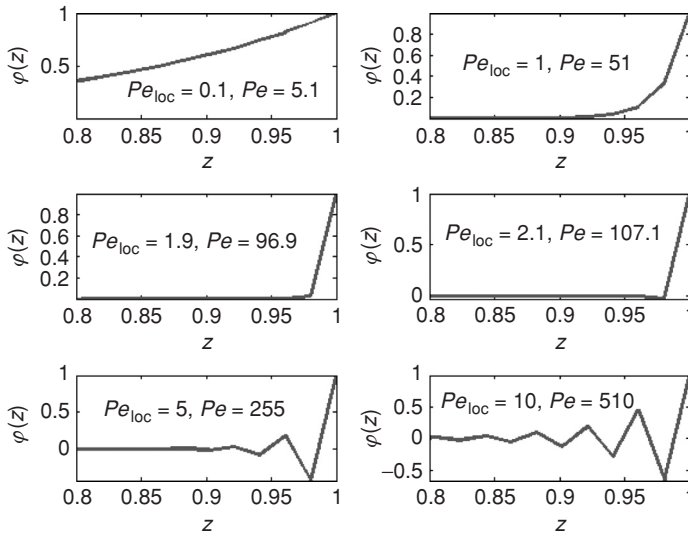 1
φ(z)
0.5
Pe_loc = 0.1, Pe = 5.1
0.8 0.85 0.9 0.95 1
z
φ(z)
0.8
0.6
0.4
0.2
Pe_loc = 1, Pe = 51
0.8 0.85 0.9 0.95 1
z
φ(z)
0.8
0.6
0.4
0.2
Pe_loc = 1.9, Pe = 96.9
0.8 0.85 0.9 0.95 1
z
1
φ(z)
0.5
0
Pe_loc = 2.1, Pe = 107.1
0.8 0.85 0.9 0.95 1
z
1
φ(z)
0.5
0
Pe_loc = 5, Pe = 255
0.8 0.85 0.9 0.95 1
z
1
φ(z)
0.5
0
−0.5
Pe_loc = 10, Pe = 510
0.8 0.85 0.9 0.95 1
z